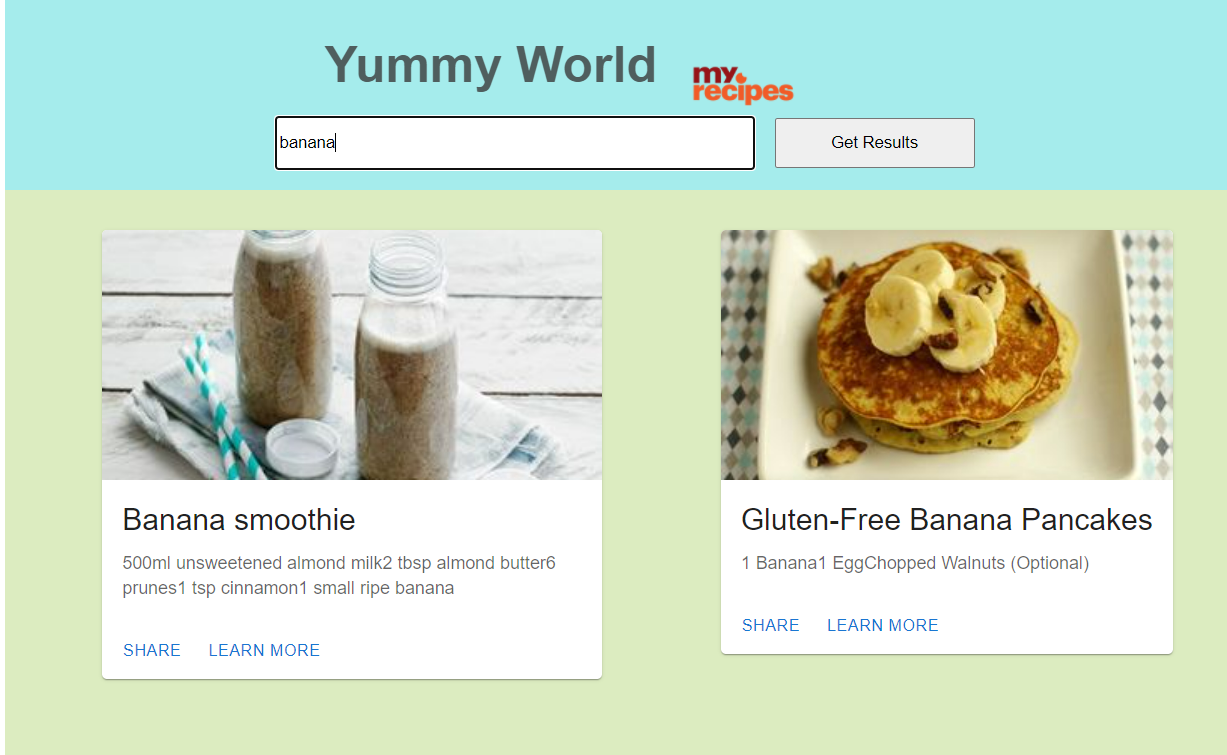 Yummy World
my
recipes
banana
Get Results
Banana smoothie
500ml unsweetened almond milk2 tbsp almond butter6
prunes1 tsp cinnamon1 small ripe banana
SHARE LEARN MORE
Gluten-Free Banana Pancakes
1 Banana1 EggChopped Walnuts (Optional)
SHARE LEARN MORE